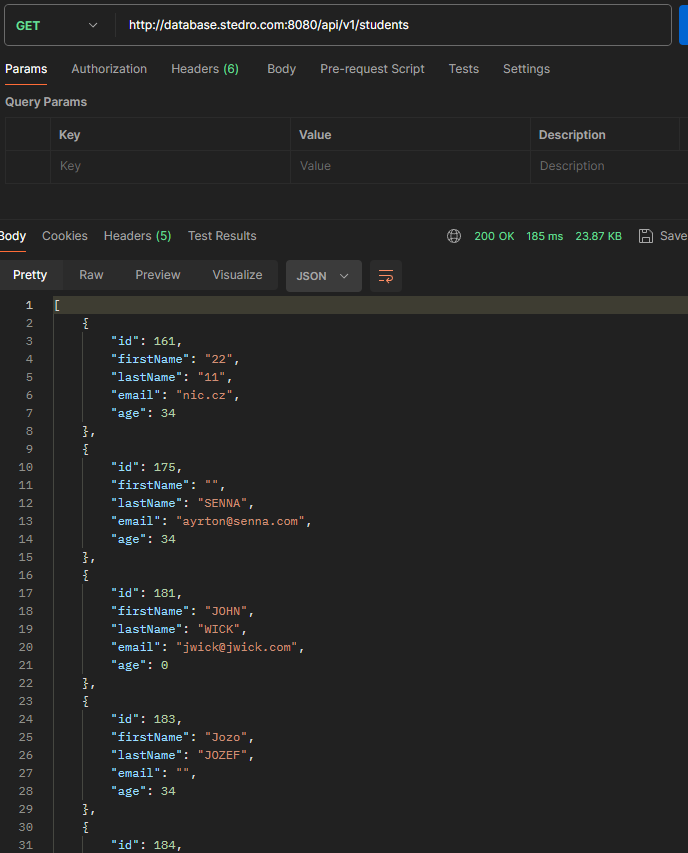 GET http://database.stedro.com:8080/api/v1/students
Params Authorization Headers (6) Body Pre-request Script Tests Settings
Query Params
Key Value Description
Key Value Description
Body Cookies Headers (5) Test Results 200 OK 185 ms 23.87 KB Save
Pretty Raw Preview Visualize JSON
1 [
2 {
3 "id": 161,
4 "firstName": "22",
5 "lastName": "11",
6 "email": "nic.cz",
7 "age": 34
8 },
9 {
10 "id": 175,
11 "firstName": "",
12 "lastName": "SENNA",
13 "email": "ayrton@senna.com",
14 "age": 34
15 },
16 {
17 "id": 181,
18 "firstName": "JOHN",
19 "lastName": "WICK",
20 "email": "jwick@jwick.com",
21 "age": 0
22 },
23 {
24 "id": 183,
25 "firstName": "Jozo",
26 "lastName": "JOZEF",
27 "email": "",
28 "age": 34
29 },
30 {
31 "id": 184,